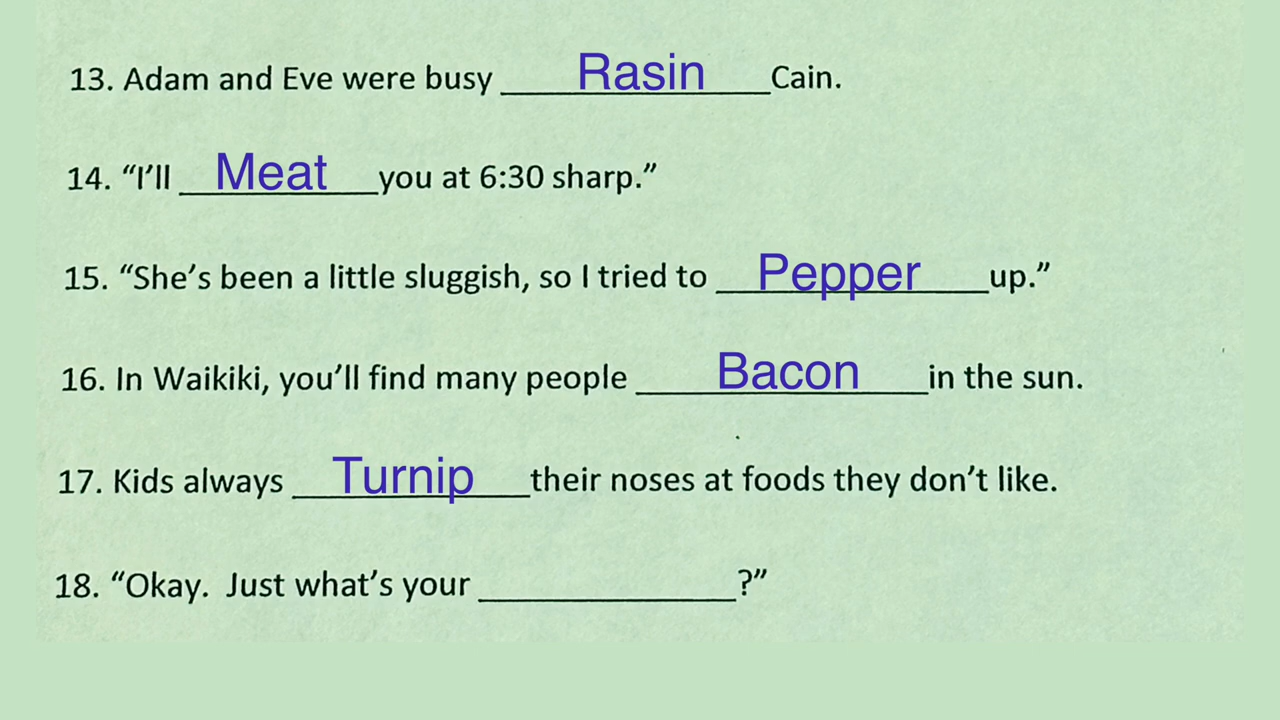 13. Adam and Eve were busy Rasin Cain.
14. “I’ll Meat you at 6:30 sharp.”
15. “She’s been a little sluggish, so I tried to Pepper up.”
16. In Waikiki, you’ll find many people Bacon in the sun.
17. Kids always Turnip their noses at foods they don’t like.
18. “Okay.  Just what’s your ____________?”